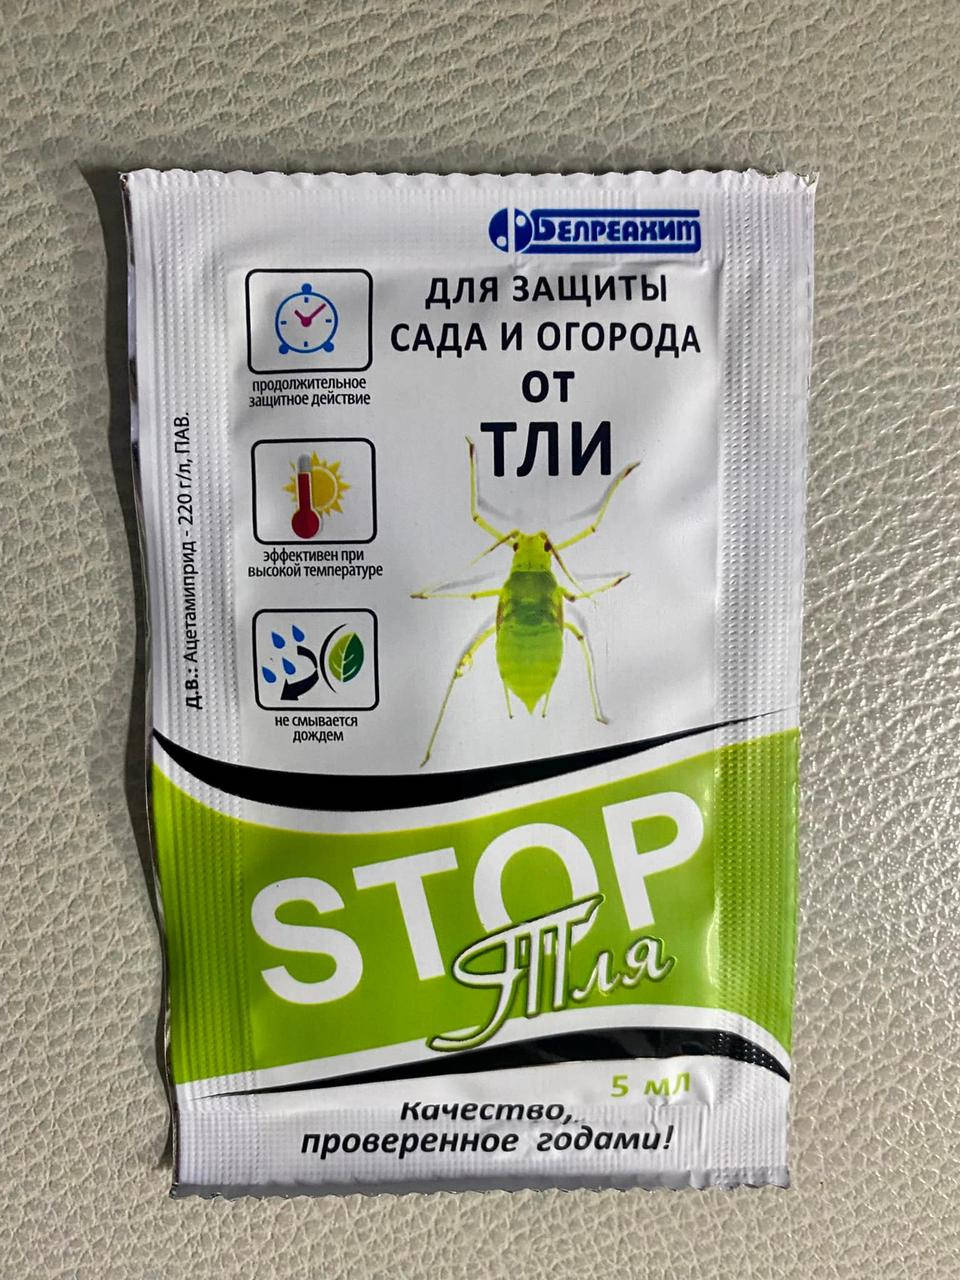 БЕЛРЕАХИМ
ДЛЯ ЗАЩИТЫ
САДА И ОГОРОДА
ОТ
ТЛИ
продолжительное
защитное действие
эффективен при
высокой температуре
не смывается
дождем
Д.В.: Ацетамиприд - 220 г/л, ПАВ.
STOP
Тля
5 мл
Качество,
проверенное годами!